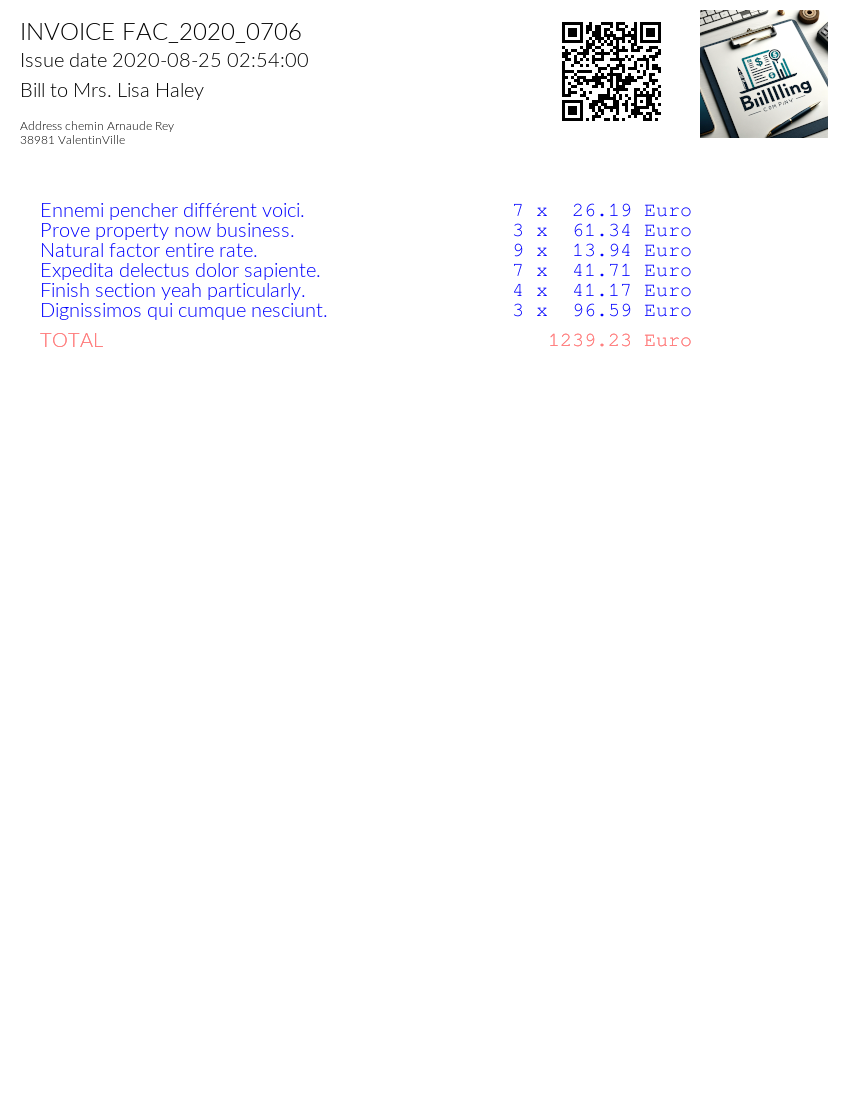 INVOICE FAC_2020_0706
Issue date 2020-08-25 02:54:00
Bill to Mrs. Lisa Haley
Address chemin Arnaude Rey
38981 ValentinVille
Biillling
COMPANY
Ennemi pencher différent voici. 7 x 26.19 Euro
Prove property now business. 3 x 61.34 Euro
Natural factor entire rate. 9 x 13.94 Euro
Expedita delectus dolor sapiente. 7 x 41.71 Euro
Finish section yeah particularly. 4 x 41.17 Euro
Dignissimos qui cumque nesciunt. 3 x 96.59 Euro
TOTAL 1239.23 Euro